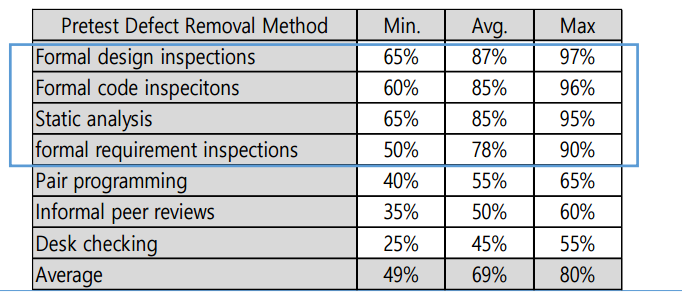 Pretest Defect Removal Method Min. Avg. Max
Formal design inspections 65% 87% 97%
Formal code inspecitons 60% 85% 96%
Static analysis 65% 85% 95%
formal requirement inspections 50% 78% 90%
Pair programming 40% 55% 65%
Informal peer reviews 35% 50% 60%
Desk checking 25% 45% 55%
Average 49% 69% 80%